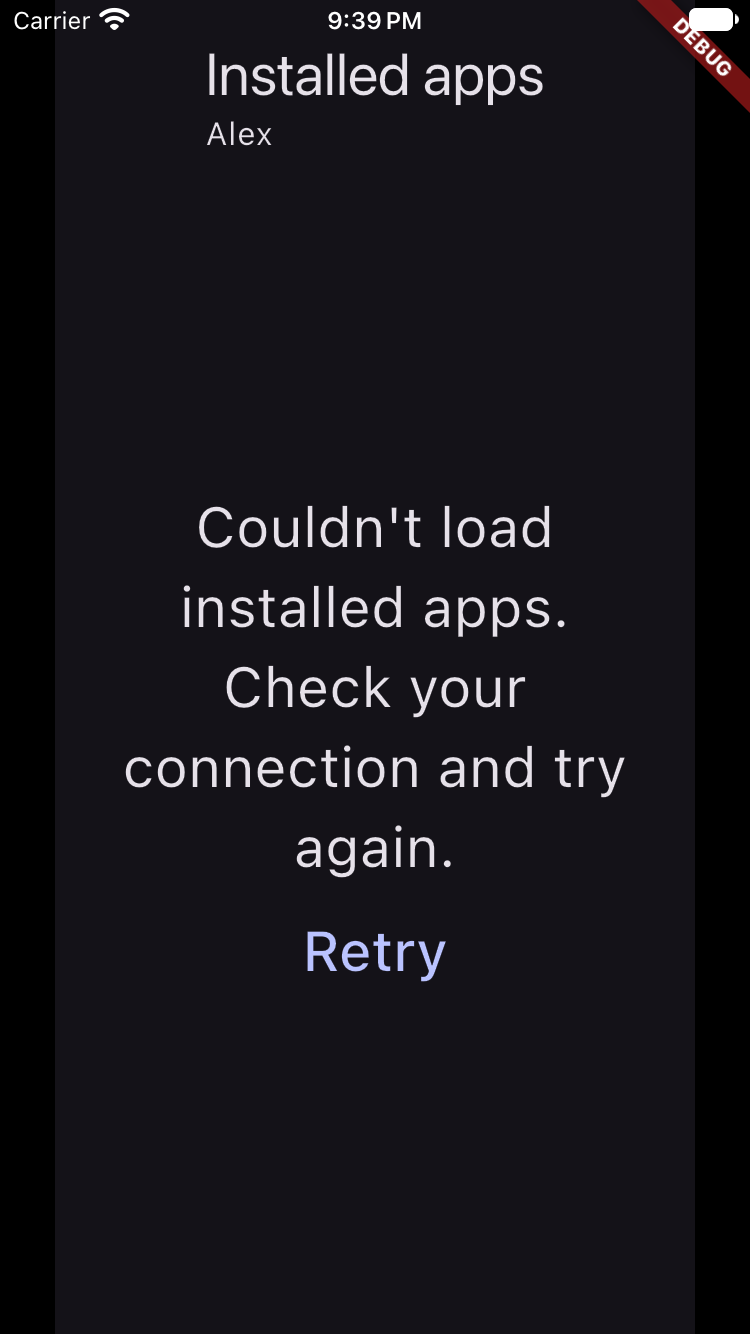 Carrier 9:39 PM
DEBUG
Installed apps
Alex
Couldn't load
installed apps.
Check your
connection and try
again.
Retry